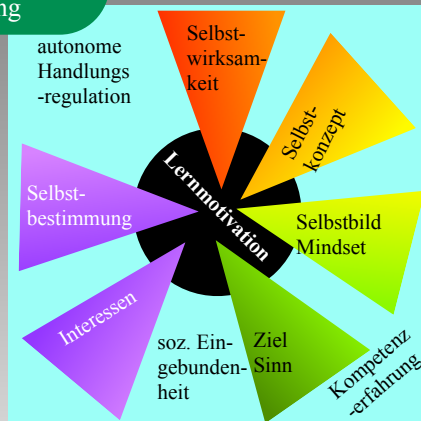 ng
autonome
Handlungs
-regulation
Selbst-
wirksam-
keit
Selbst-
konzept
Lernmotivation
Selbst-
bestimmung
Selbstbild
Mindset
Interessen
soz. Ein-
gebunden-
heit
Ziel
Sinn
Kompetenz
-erfahrung